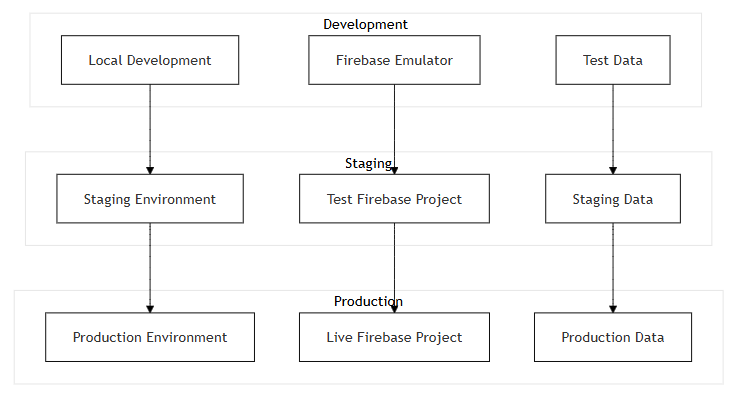 Development
Local Development
Firebase Emulator
Test Data
Staging
Staging Environment
Test Firebase Project
Staging Data
Production
Production Environment
Live Firebase Project
Production Data